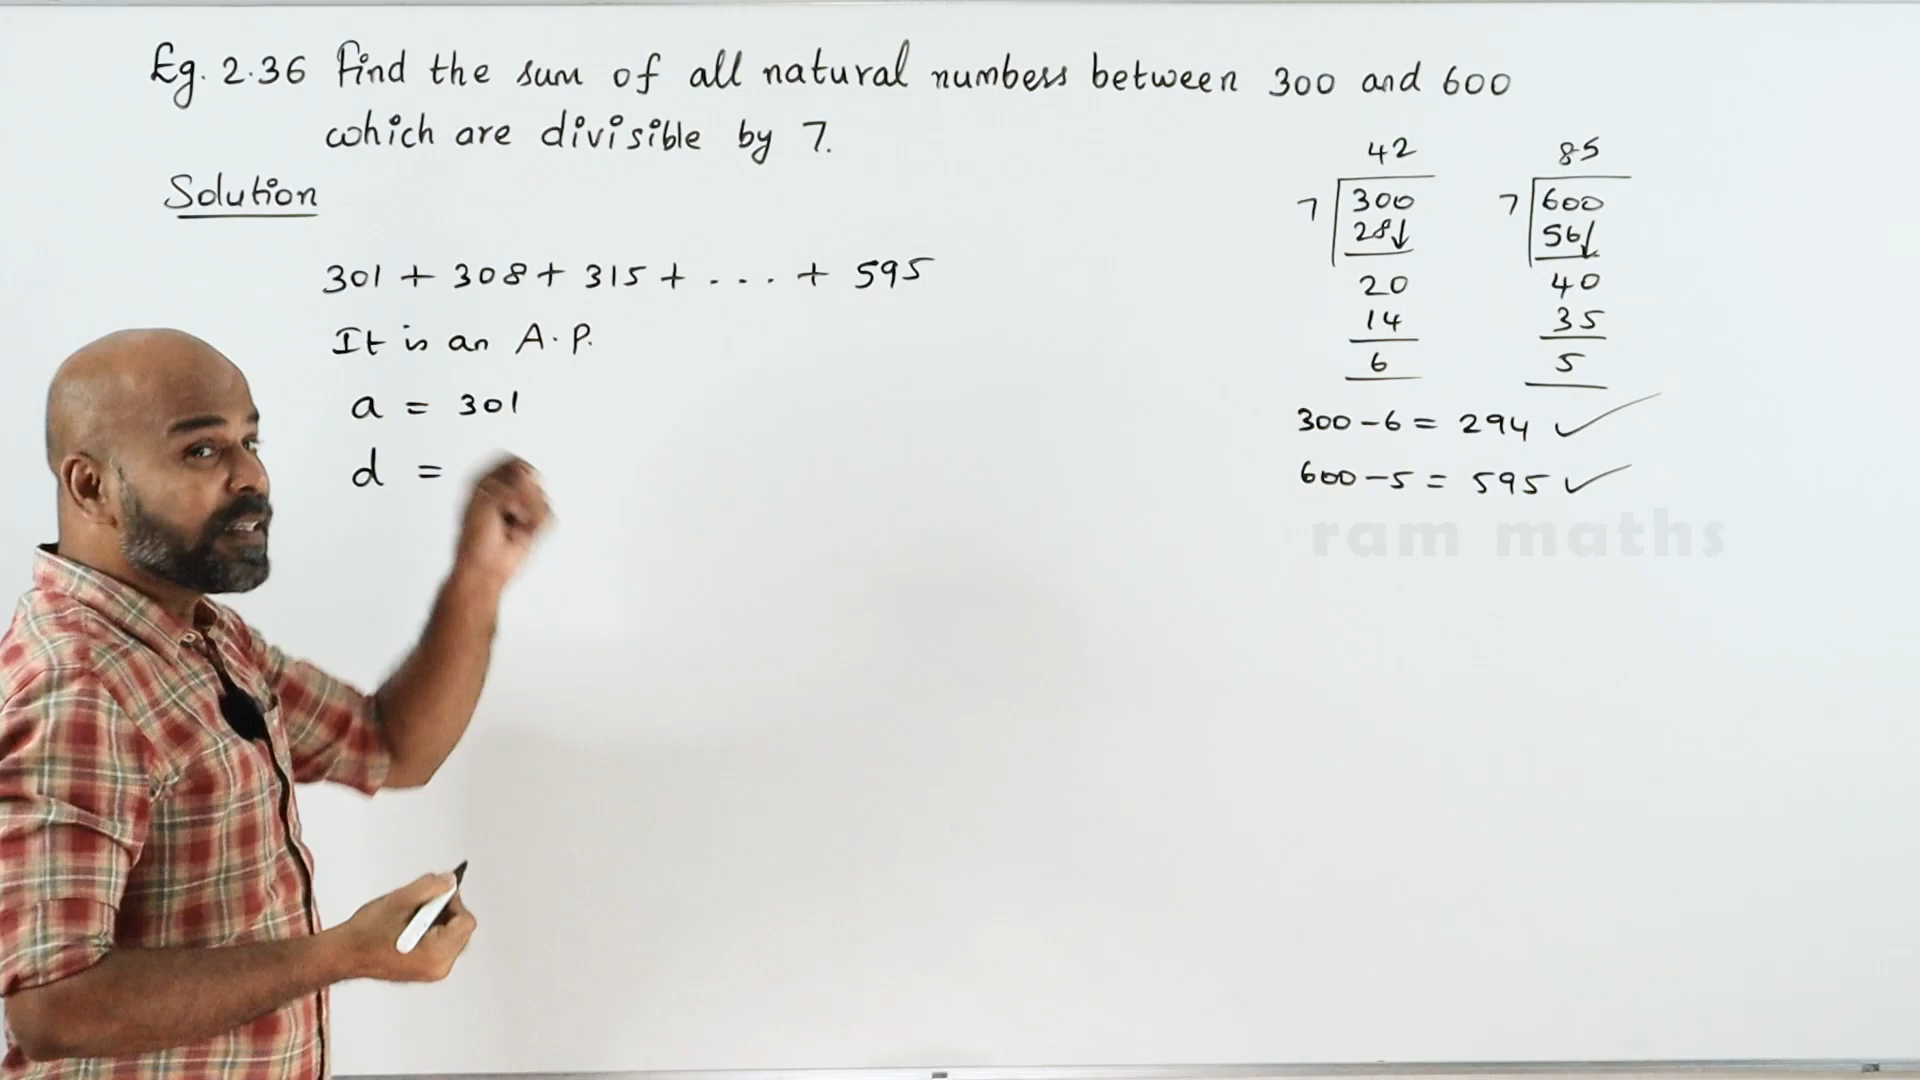 Eg. 2.36 Find the sum of all natural numbers between 300 and 600
which are divisible by 7.
Solution
301 + 308 + 315 + . . . + 595
It is an A.P.
a = 301
d =
42
7 300
28↓
20
14
6
85
7 600
56↓
40
35
5
300 - 6 = 294 ✓
600 - 5 = 595 ✓
ram maths